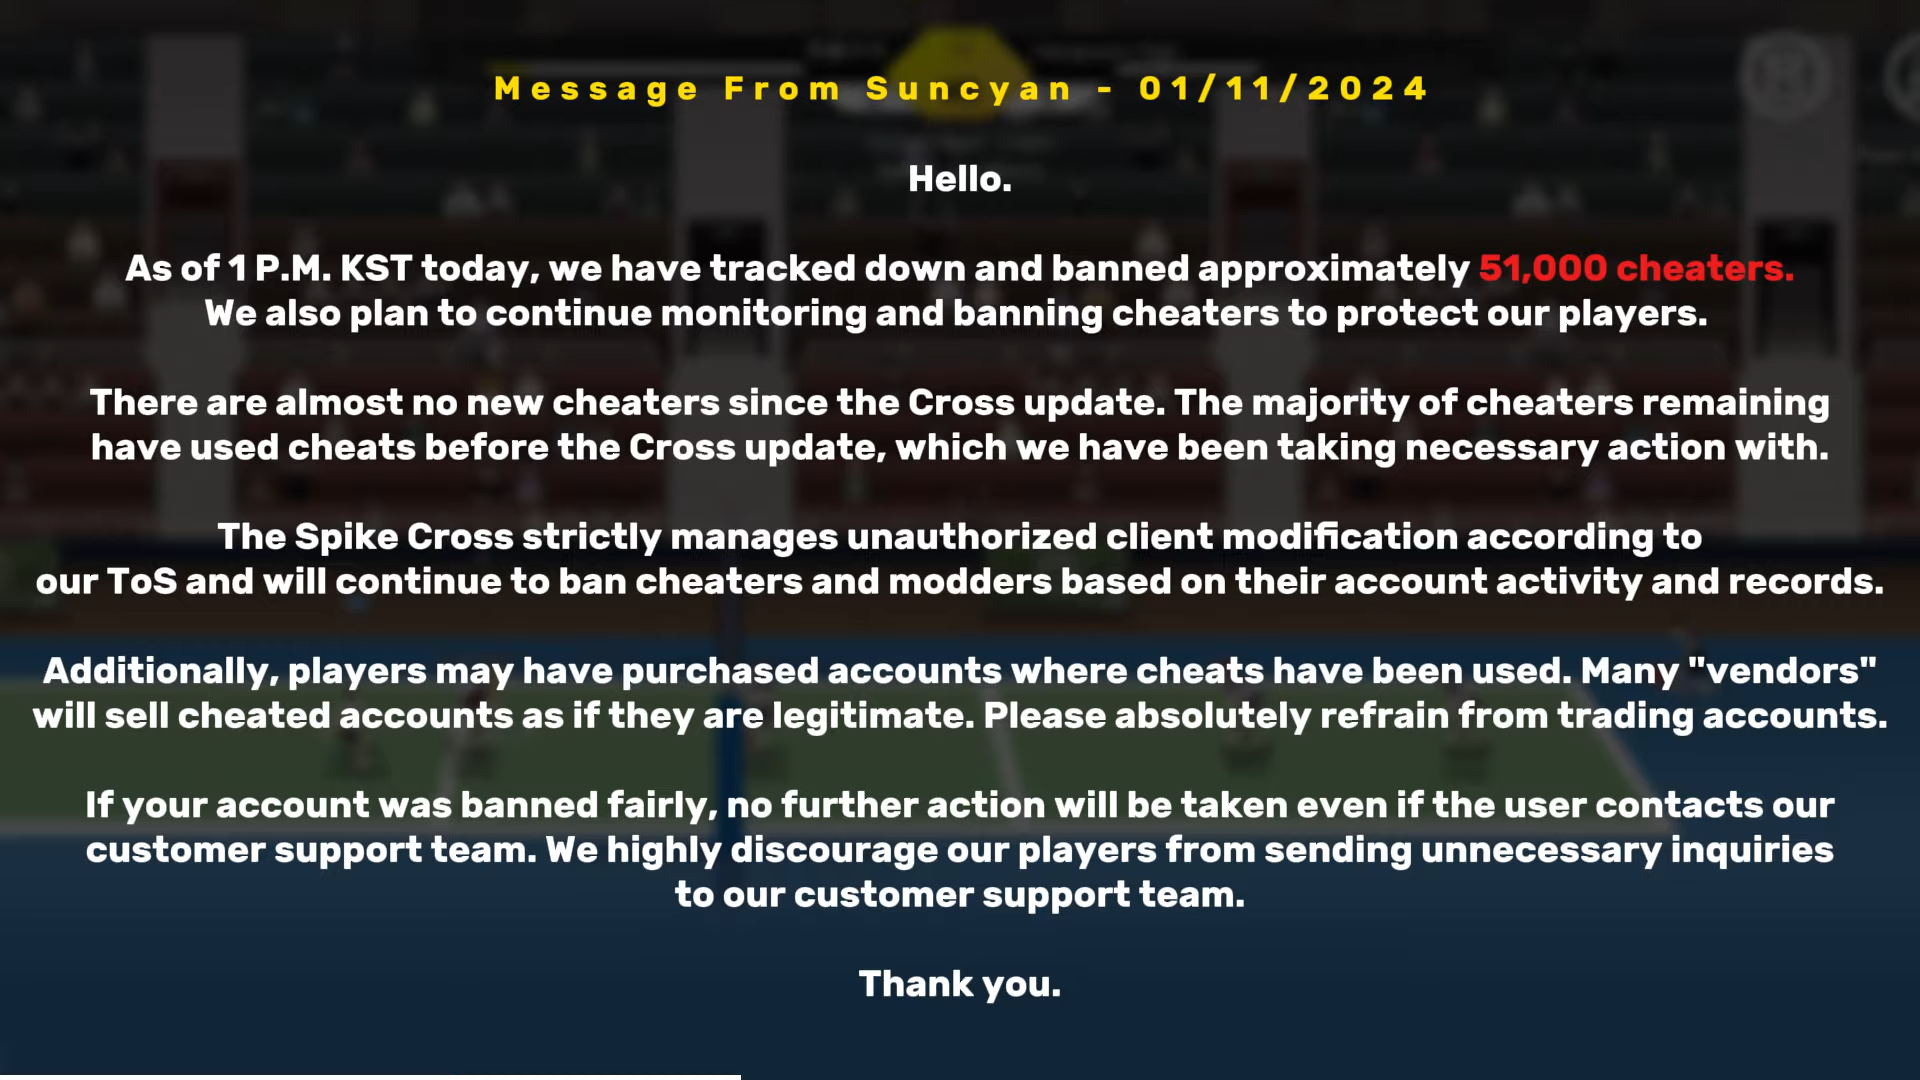 Message From Suncyan - 01/11/2024
Hello.
As of 1 P.M. KST today, we have tracked down and banned approximately 51,000 cheaters.
We also plan to continue monitoring and banning cheaters to protect our players.
There are almost no new cheaters since the Cross update. The majority of cheaters remaining
have used cheats before the Cross update, which we have been taking necessary action with.
The Spike Cross strictly manages unauthorized client modification according to
our ToS and will continue to ban cheaters and modders based on their account activity and records.
Additionally, players may have purchased accounts where cheats have been used. Many "vendors"
will sell cheated accounts as if they are legitimate. Please absolutely refrain from trading accounts.
If your account was banned fairly, no further action will be taken even if the user contacts our
customer support team. We highly discourage our players from sending unnecessary inquiries
to our customer support team.
Thank you.